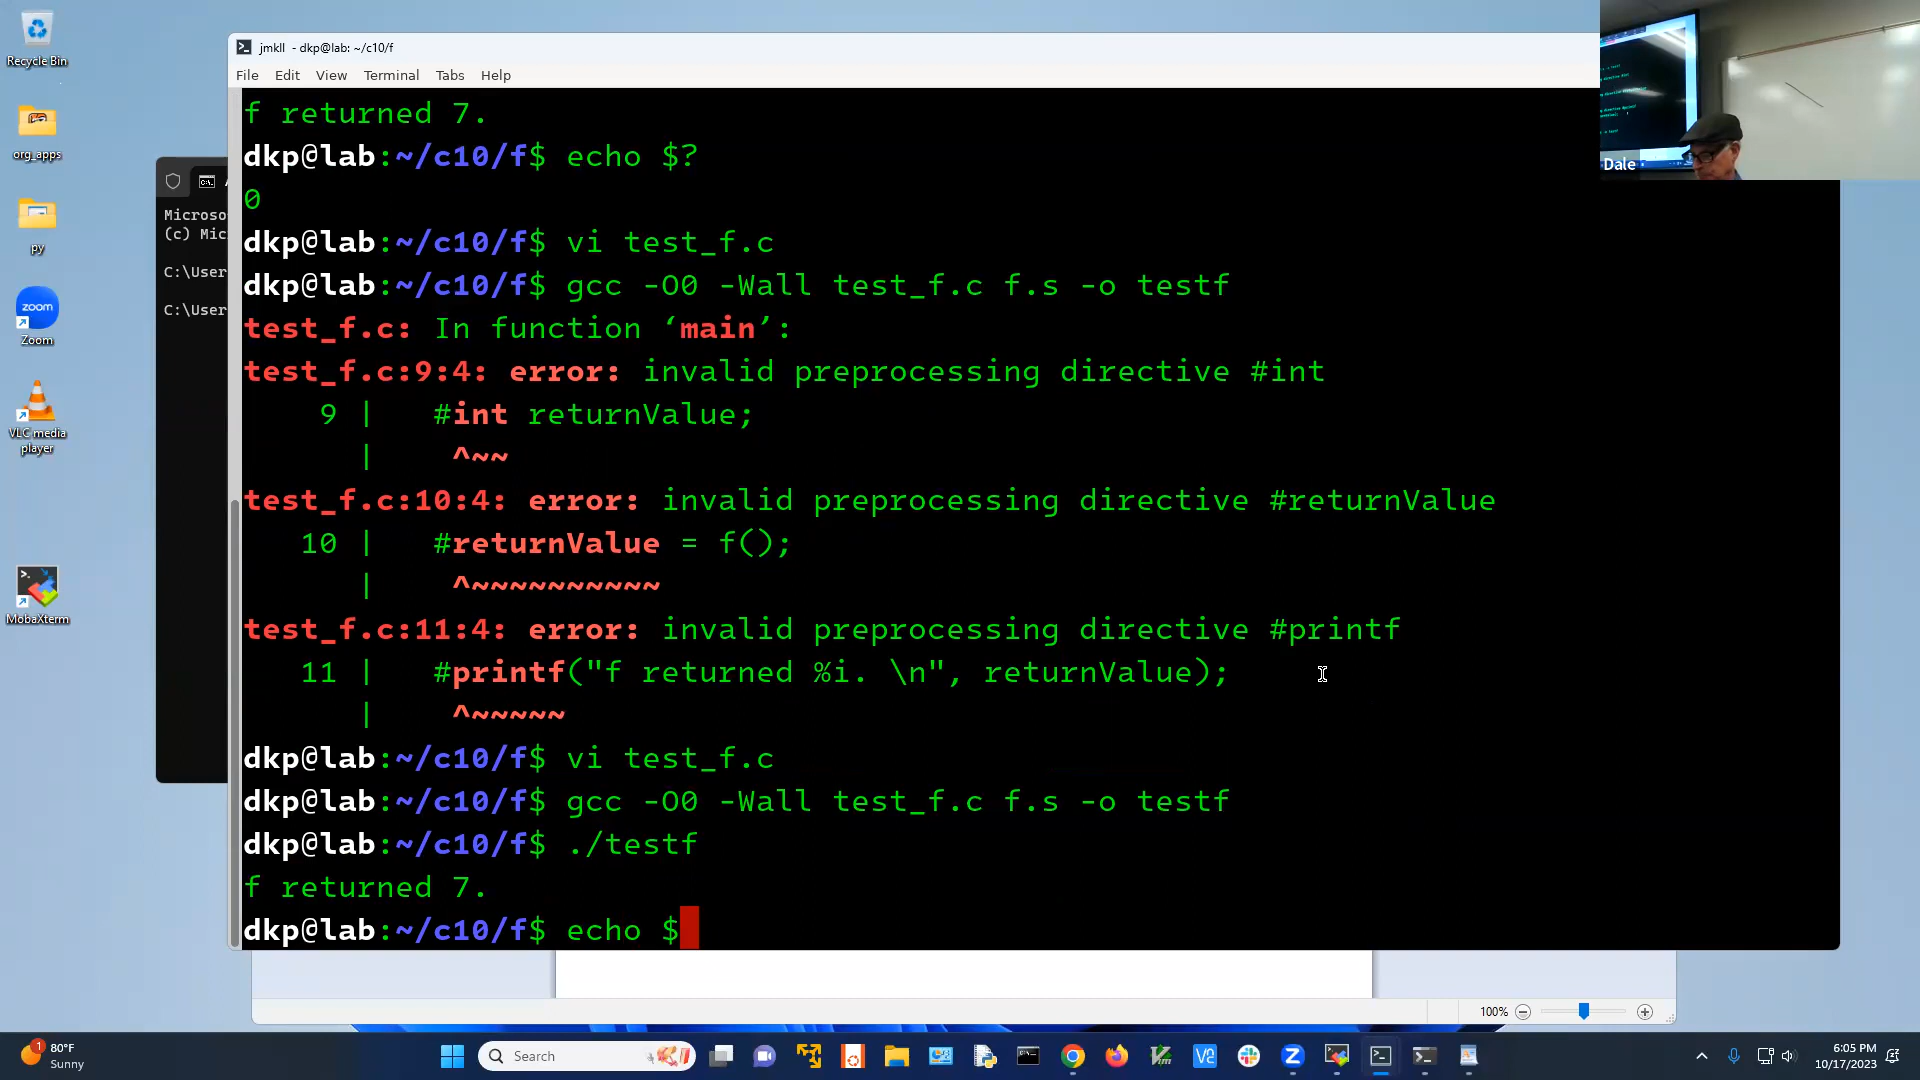 Recycle Bin
org_apps
py
zoom
Zoom
VLC media
player
MobaXterm
jmkll - dkp@lab: ~/c10/f
File Edit View Terminal Tabs Help
Microso
(c) Mic
C:\User
C:\User
f returned 7.
dkp@lab:~/c10/f$ echo $?
0
dkp@lab:~/c10/f$ vi test_f.c
dkp@lab:~/c10/f$ gcc -O0 -Wall test_f.c f.s -o testf
test_f.c: In function ‘main’:
test_f.c:9:4: error: invalid preprocessing directive #int
9 | #int returnValue;
| ^~~
test_f.c:10:4: error: invalid preprocessing directive #returnValue
10 | #returnValue = f();
| ^~~~~~~~~~~
test_f.c:11:4: error: invalid preprocessing directive #printf
11 | #printf("f returned %i. \n", returnValue);
| ^~~~~~
dkp@lab:~/c10/f$ vi test_f.c
dkp@lab:~/c10/f$ gcc -O0 -Wall test_f.c f.s -o testf
dkp@lab:~/c10/f$ ./testf
f returned 7.
dkp@lab:~/c10/f$ echo $
Dale
100%
1
80°F
Sunny
Search
6:05 PM
10/17/2023